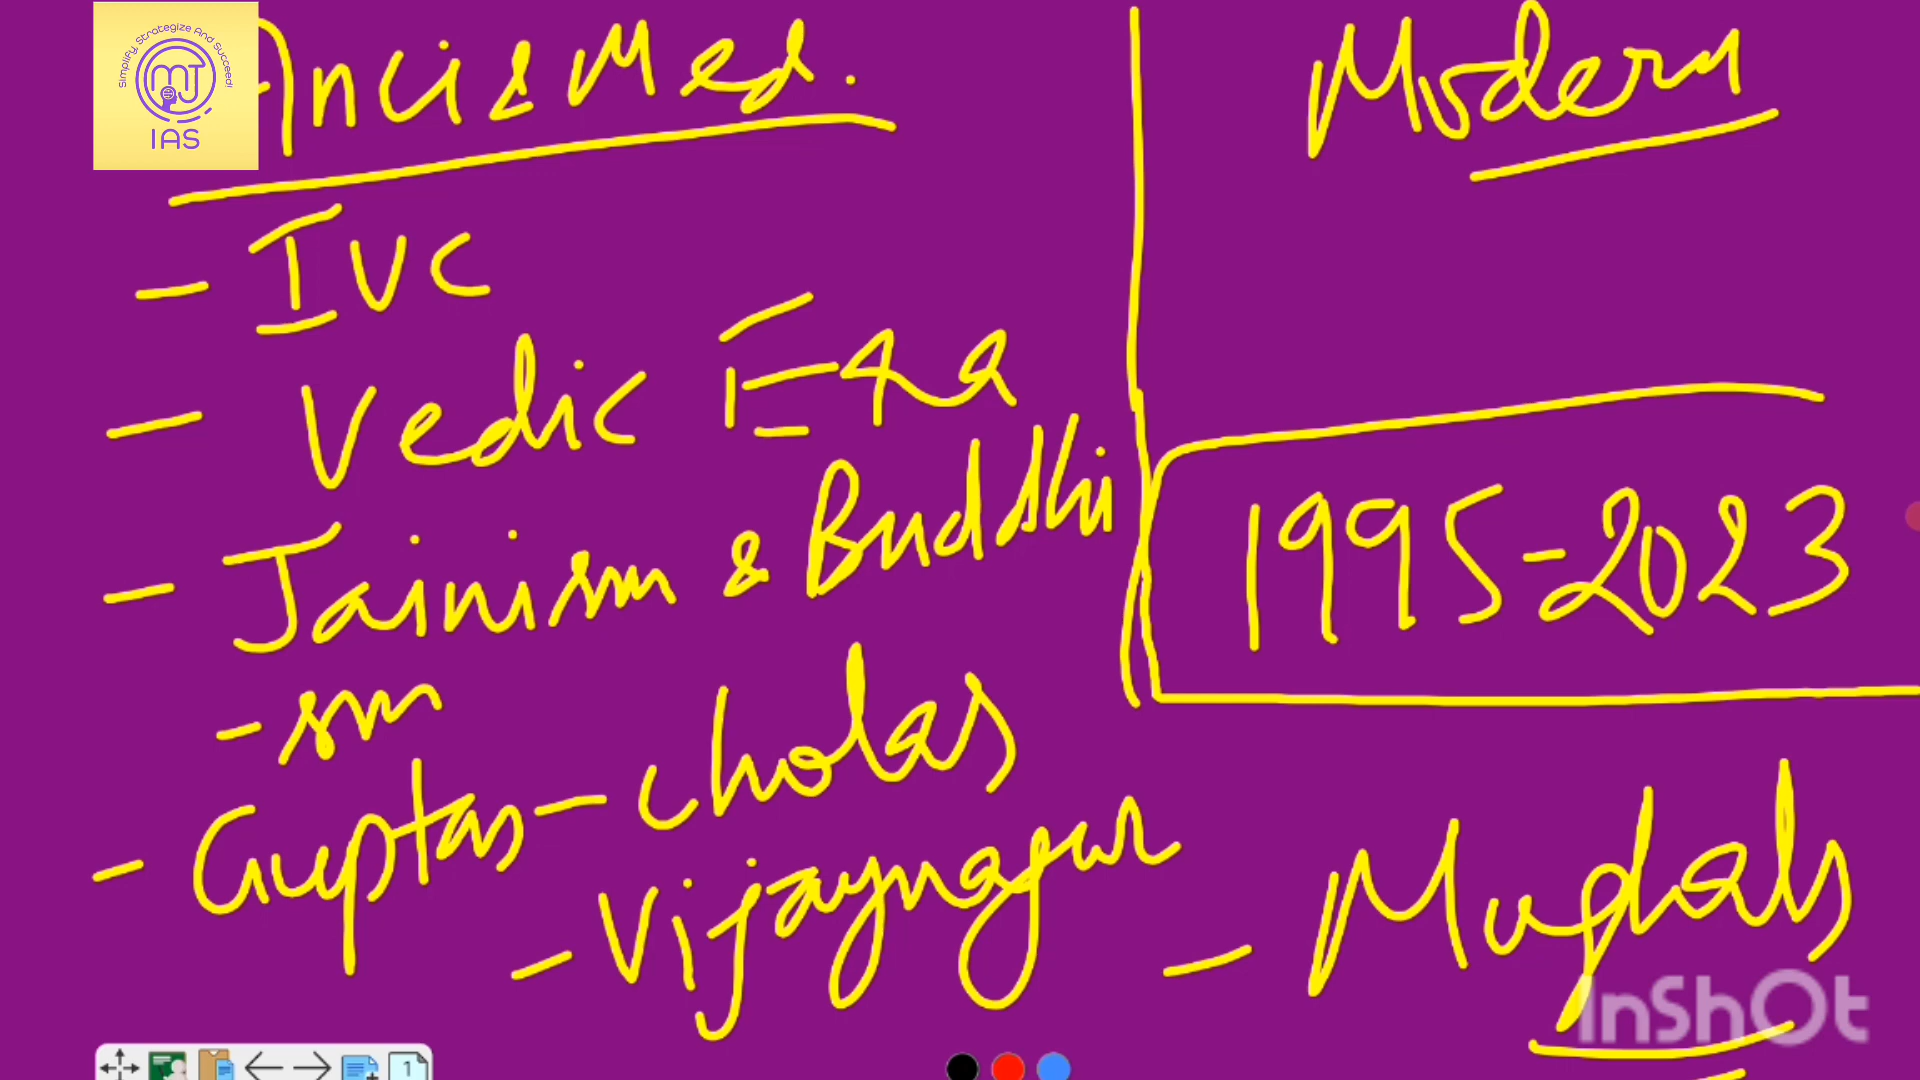 Simplify, Strategize And Succeed!
MJ
IAS
Anci & Med.
- IVC
- Vedic Era
- Jainism & Buddhi
- sm
- Guptas - Cholas
- Vijaynagar - Mughals
Modern
1995-2023
InShOt
1